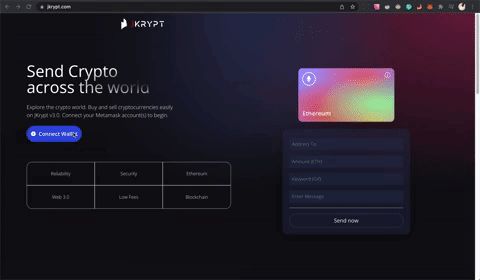 jkrypt.com
JKRYPT
Send Crypto
across the world
Explore the crypto world. Buy and sell cryptocurrencies easily
on JKrypt v3.0. Connect your Metamask account(s) to begin.
Connect Wallet
Reliability
Security
Ethereum
Web 3.0
Low Fees
Blockchain
Ethereum
Address To
Amount (ETH)
Keyword (Gif)
Enter Message
Send now